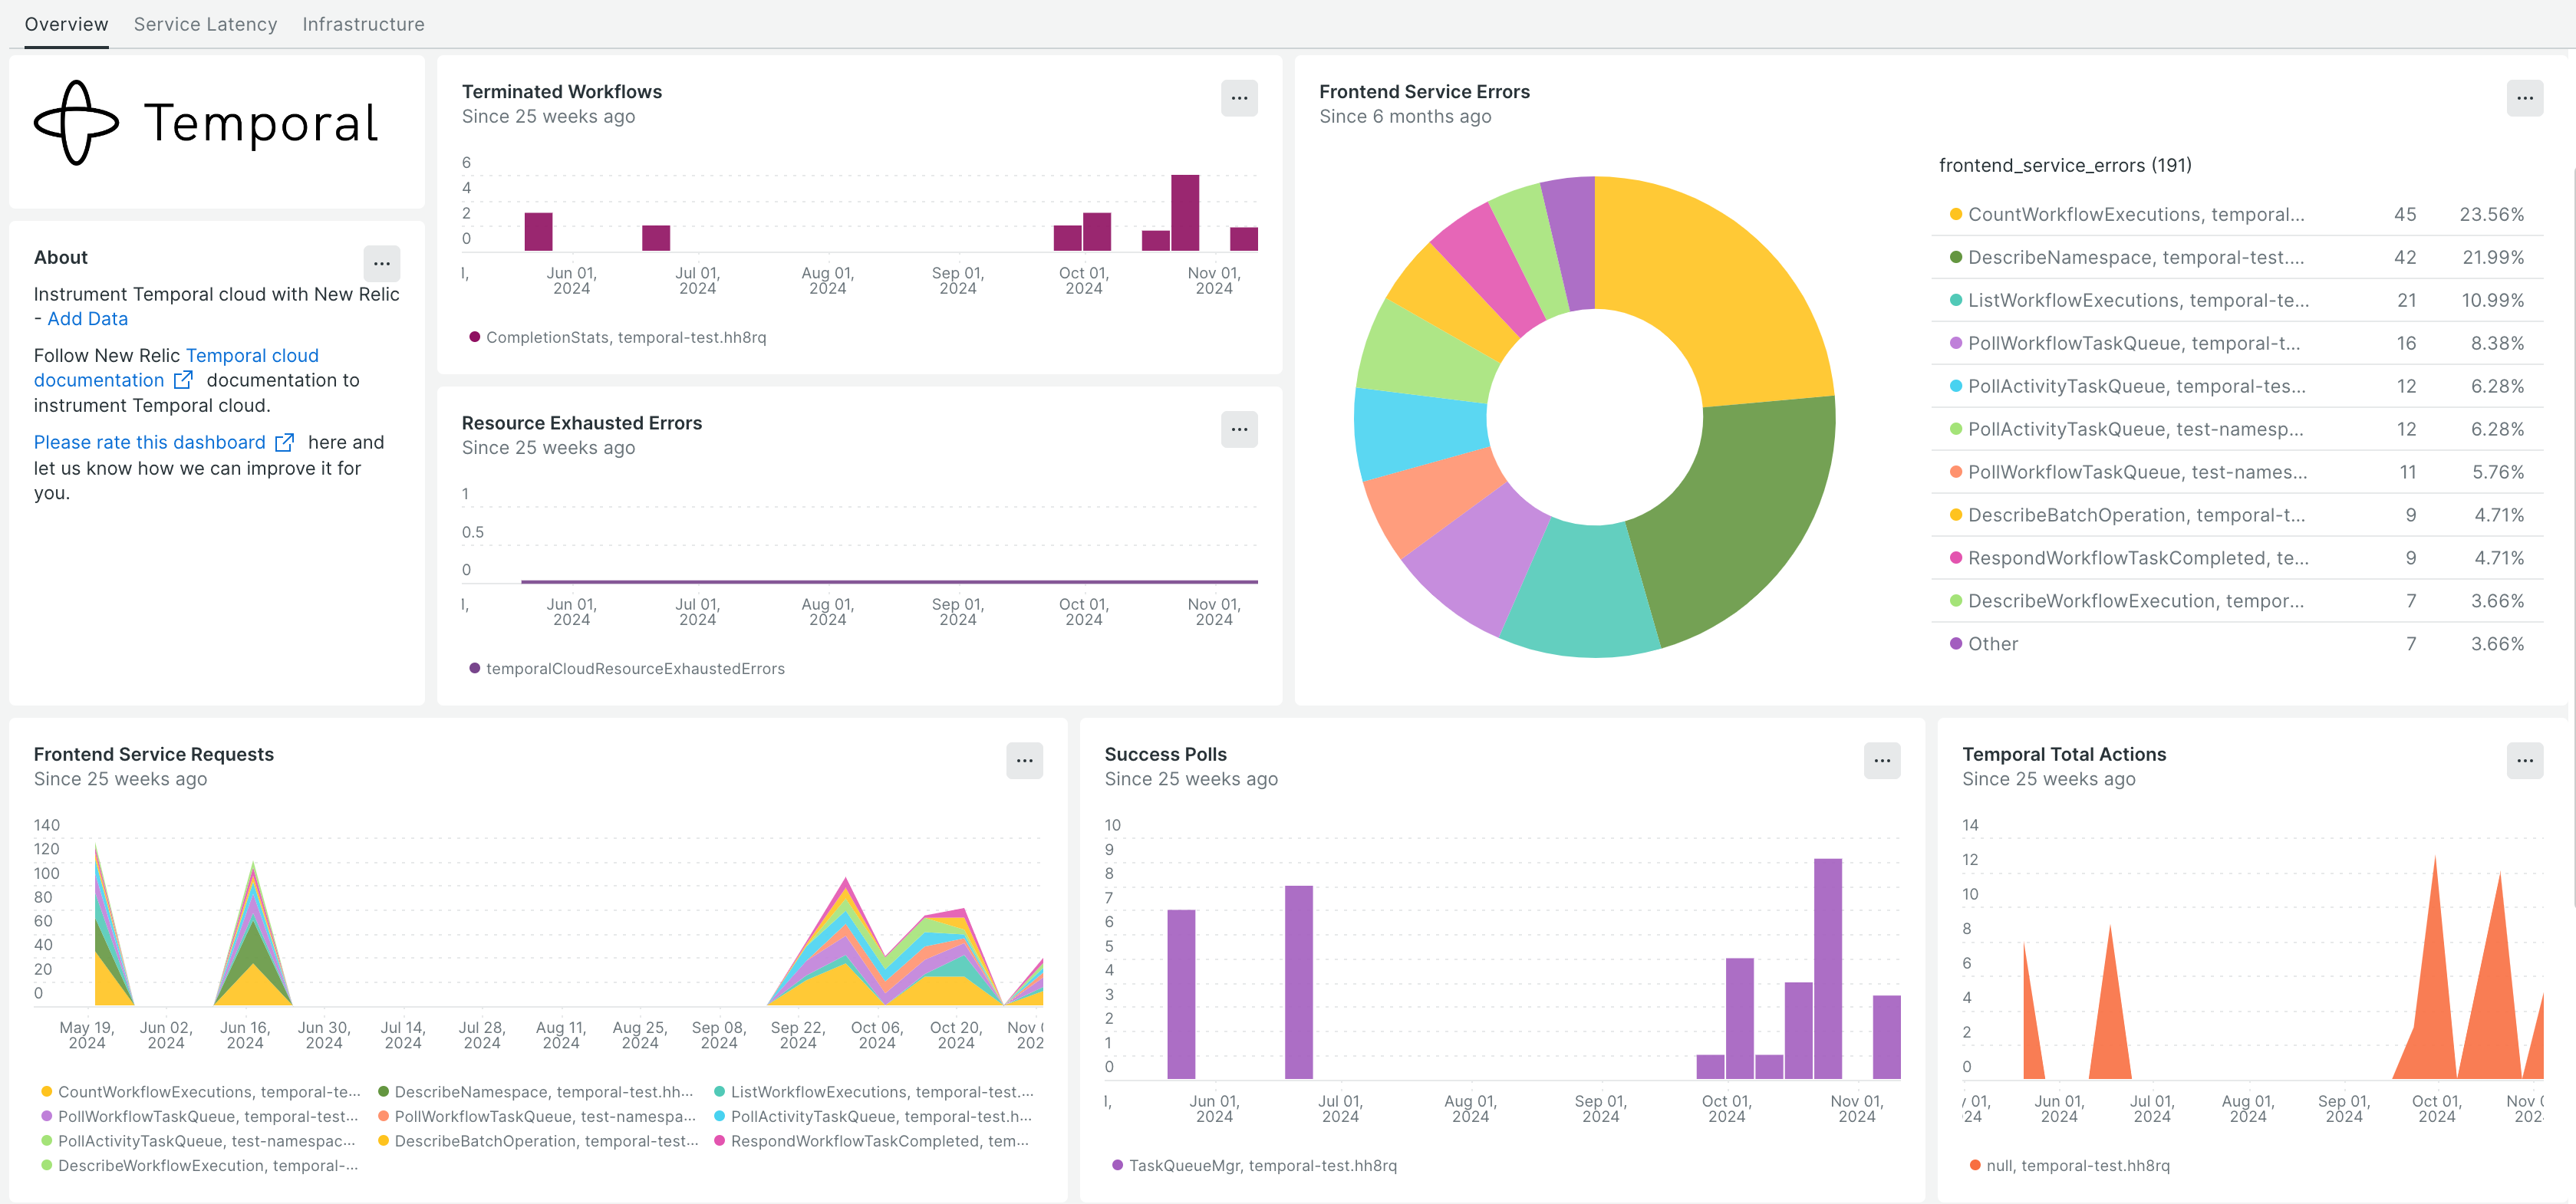 Overview
Service Latency
Infrastructure
Temporal
About
...
Instrument Temporal cloud with New Relic
- Add Data
Follow New Relic Temporal cloud
documentation documentation to
instrument Temporal cloud.
Please rate this dashboard here and
let us know how we can improve it for
you.
Terminated Workflows
Since 25 weeks ago
...
6
4
2
0
l,
Jun 01,
2024
Jul 01,
2024
Aug 01,
2024
Sep 01,
2024
Oct 01,
2024
Nov 01,
2024
CompletionStats, temporal-test.hh8rq
Resource Exhausted Errors
Since 25 weeks ago
...
1
0.5
0
l,
Jun 01,
2024
Jul 01,
2024
Aug 01,
2024
Sep 01,
2024
Oct 01,
2024
Nov 01,
2024
temporalCloudResourceExhaustedErrors
Frontend Service Errors
Since 6 months ago
...
frontend_service_errors (191)
CountWorkflowExecutions, temporal... 45 23.56%
DescribeNamespace, temporal-test.... 42 21.99%
ListWorkflowExecutions, temporal-te... 21 10.99%
PollWorkflowTaskQueue, temporal-t... 16 8.38%
PollActivityTaskQueue, temporal-tes... 12 6.28%
PollActivityTaskQueue, test-namesp... 12 6.28%
PollWorkflowTaskQueue, test-names... 11 5.76%
DescribeBatchOperation, temporal-t... 9 4.71%
RespondWorkflowTaskCompleted, te... 9 4.71%
DescribeWorkflowExecution, tempor... 7 3.66%
Other 7 3.66%
Frontend Service Requests
Since 25 weeks ago
...
140
120
100
80
60
40
20
0
May 19,
2024
Jun 02,
2024
Jun 16,
2024
Jun 30,
2024
Jul 14,
2024
Jul 28,
2024
Aug 11,
2024
Aug 25,
2024
Sep 08,
2024
Sep 22,
2024
Oct 06,
2024
Oct 20,
2024
Nov 0
202
CountWorkflowExecutions, temporal-te... DescribeNamespace, temporal-test.hh... ListWorkflowExecutions, temporal-test....
PollWorkflowTaskQueue, temporal-test... PollWorkflowTaskQueue, test-namespa... PollActivityTaskQueue, temporal-test.h...
PollActivityTaskQueue, test-namespac... DescribeBatchOperation, temporal-test... RespondWorkflowTaskCompleted, tem...
DescribeWorkflowExecution, temporal-...
Success Polls
Since 25 weeks ago
...
10
9
8
7
6
5
4
3
2
1
0
l,
Jun 01,
2024
Jul 01,
2024
Aug 01,
2024
Sep 01,
2024
Oct 01,
2024
Nov 01,
2024
TaskQueueMgr, temporal-test.hh8rq
Temporal Total Actions
Since 25 weeks ago
...
14
12
10
8
6
4
2
0
y 01,
24
Jun 01,
2024
Jul 01,
2024
Aug 01,
2024
Sep 01,
2024
Oct 01,
2024
Nov 0
202
null, temporal-test.hh8rq